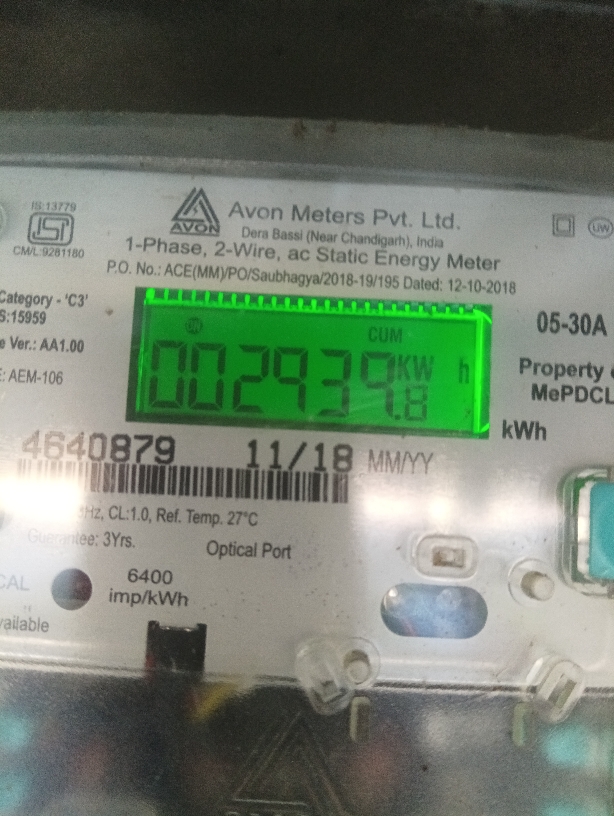 IS:13779
CM/L:9281180
AVON
Avon Meters Pvt. Ltd.
Dera Bassi (Near Chandigarh), India
1-Phase, 2-Wire, ac Static Energy Meter
P.O. No.: ACE(MM)/PO/Saubhagya/2018-19/195 Dated: 12-10-2018
UW
Category - 'C3'
S:15959
e Ver.: AA1.00
E: AEM-106
CUM
002939.8 KW h
05-30A
Property
MePDCL
kWh
4640879 11/18 MM/YY
Hz, CL:1.0, Ref. Temp. 27°C
Guarantee: 3Yrs.
Optical Port
CAL
6400
imp/kWh
vailable